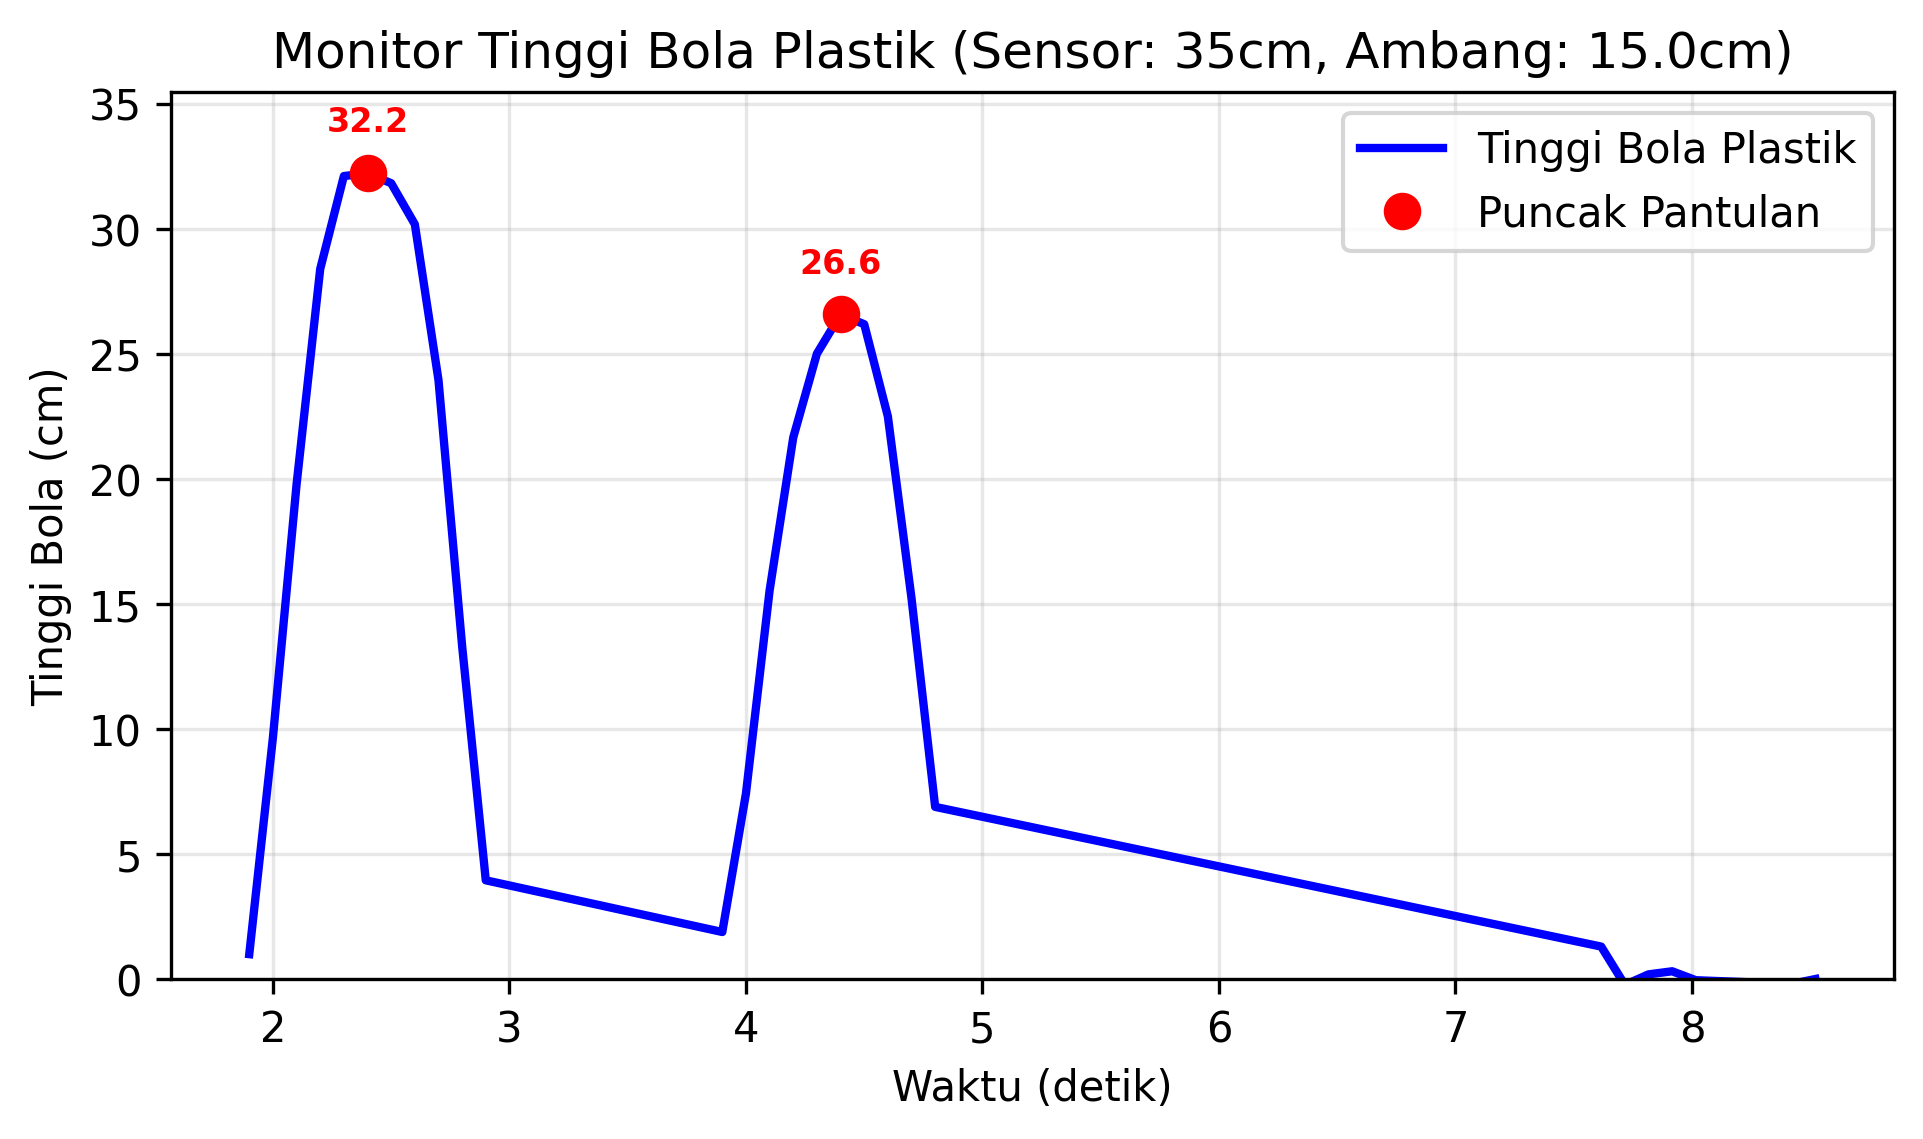 Monitor Tinggi Bola Plastik (Sensor: 35cm, Ambang: 15.0cm)
Tinggi Bola Plastik
Puncak Pantulan
32.2
26.6
35
30
25
20
15
10
5
0
Tinggi Bola (cm)
2 3 4 5 6 7 8
Waktu (detik)